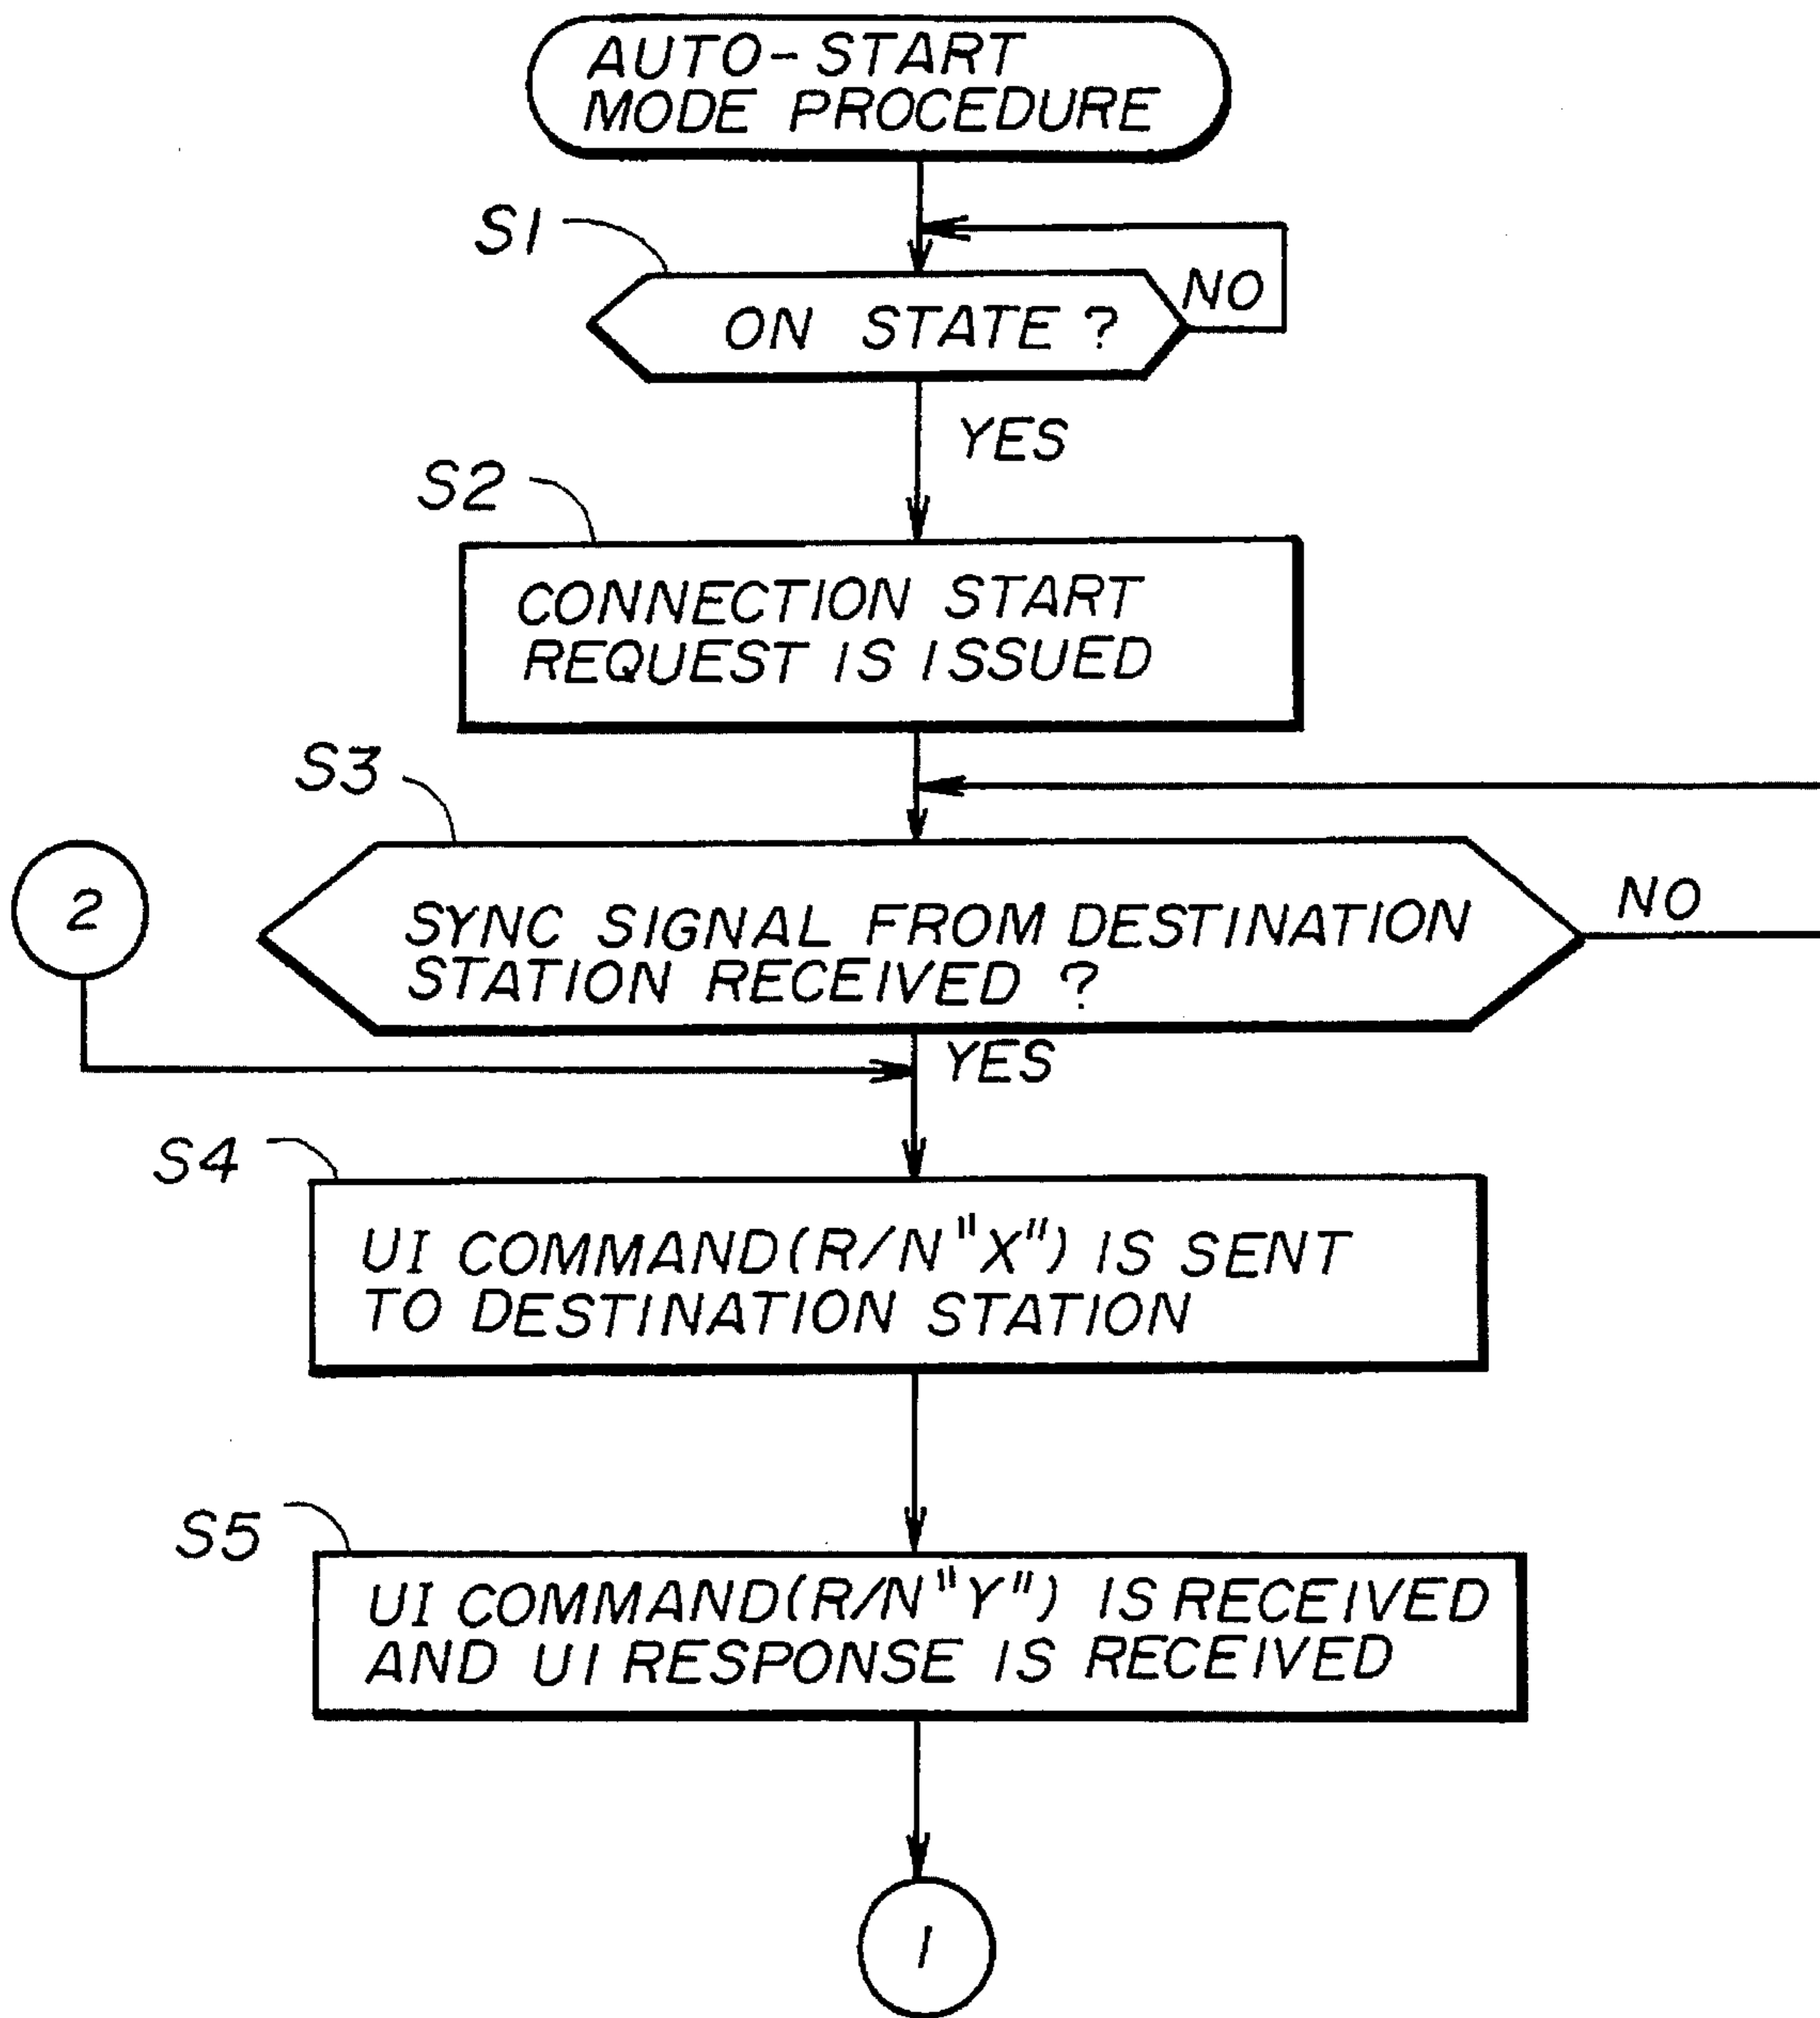 AUTO-START
MODE PROCEDURE
S1
ON STATE ?
NO
YES
S2
CONNECTION START
REQUEST IS ISSUED
S3
2
SYNC SIGNAL FROM DESTINATION
STATION RECEIVED ?
NO
YES
S4
UI COMMAND(R/N"X") IS SENT
TO DESTINATION STATION
S5
UI COMMAND(R/N"Y") IS RECEIVED
AND UI RESPONSE IS RECEIVED
1